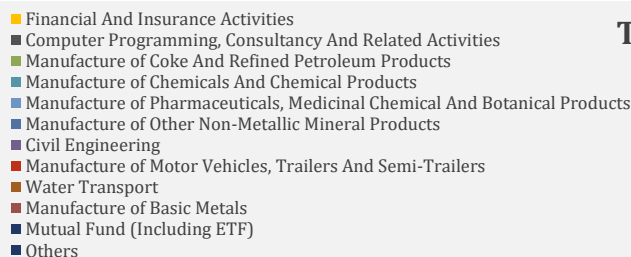 Financial And Insurance Activities
Computer Programming, Consultancy And Related Activities
Manufacture of Coke And Refined Petroleum Products
Manufacture of Chemicals And Chemical Products
Manufacture of Pharmaceuticals, Medicinal Chemical And Botanical Products
Manufacture of Other Non-Metallic Mineral Products
Civil Engineering
Manufacture of Motor Vehicles, Trailers And Semi-Trailers
Water Transport
Manufacture of Basic Metals
Mutual Fund (Including ETF)
Others